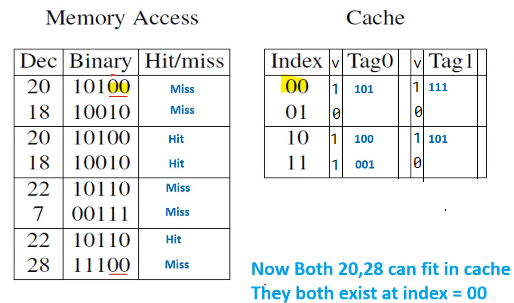 Memory Access
Cache
Dec Binary Hit/miss
20 10100 Miss
18 10010 Miss
20 10100 Hit
18 10010 Hit
22 10110 Miss
7 00111 Miss
22 10110 Hit
28 11100 Miss
Index v Tag0 v Tag1
00 1 101 1 111
01 0 0
10 1 100 1 101
11 1 001 0
Now Both 20,28 can fit in cache
They both exist at index = 00